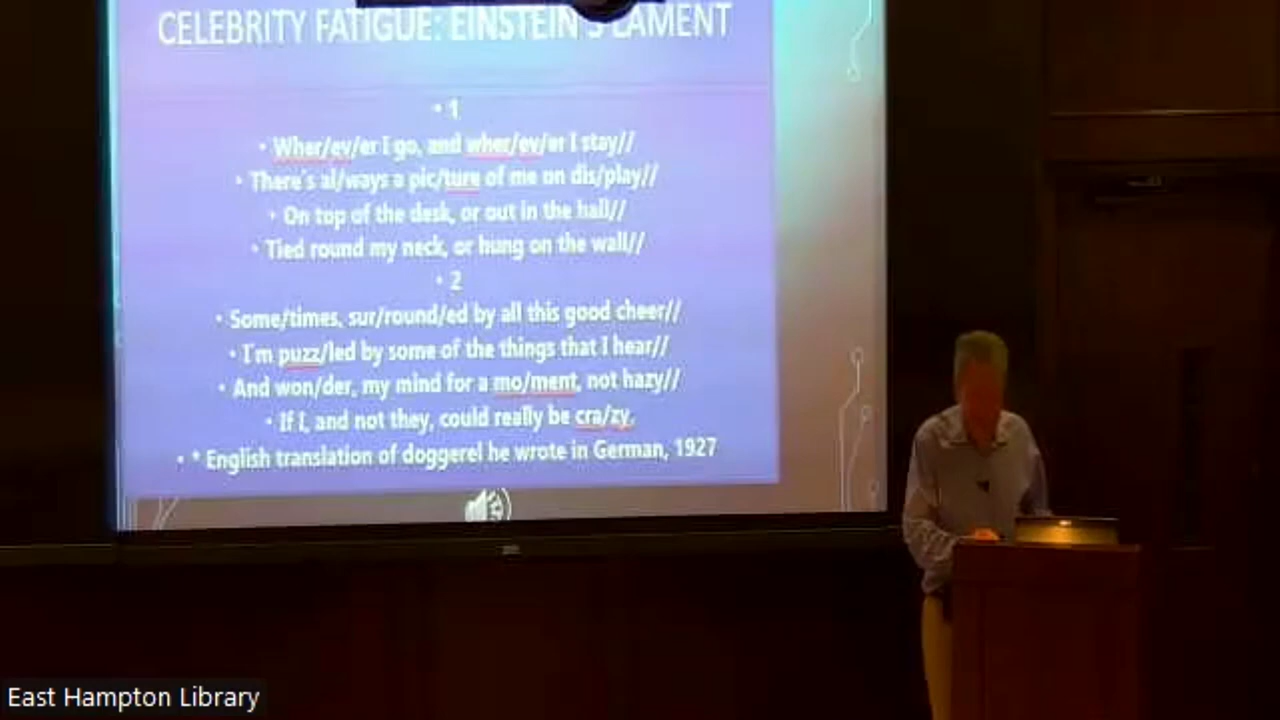 CELEBRITY FATIGUE: EINSTEIN'S LAMENT
• 1
• Wher/ev/er I go, and wher/ev/er I stay//
• There's al/ways a pic/ture of me on dis/play//
• On top of the desk, or out in the hall//
• Tied round my neck, or hung on the wall//
• 2
• Some/times, sur/round/ed by all this good cheer//
• I'm puzz/led by some of the things that I hear//
• And won/der, my mind for a mo/ment, not hazy//
• If I, and not they, could really be cra/zy.
• * English translation of doggerel he wrote in German, 1927
East Hampton Library